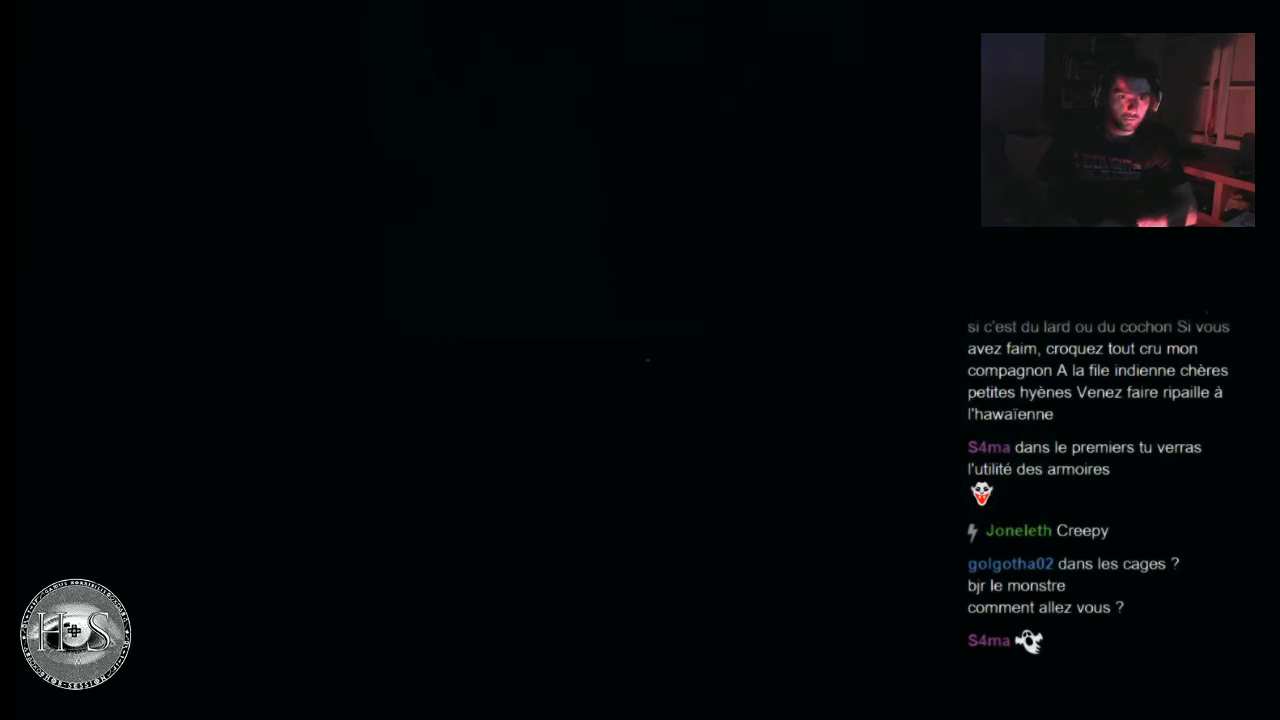 si c'est du lard ou du cochon Si vous
avez faim, croquez tout cru mon
compagnon A la file indienne chères
petites hyènes Venez faire ripaille à
l'hawaïenne
S4ma dans le premiers tu verras
l'utilité des armoires
Joneleth Creepy
golgotha02 dans les cages ?
bjr le monstre
comment allez vous ?
S4ma
HS